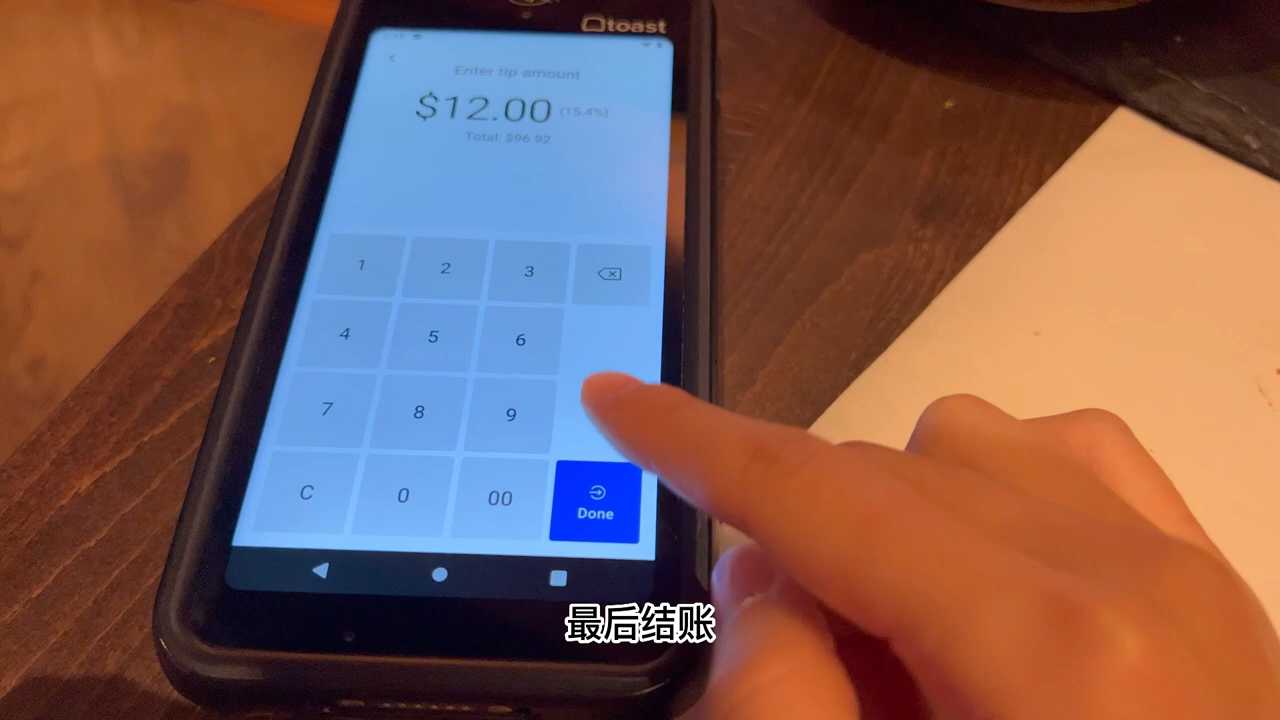 toast
Enter tip amount
$12.00 (15.4%)
Total: $96.92
1 2 3
4 5 6
7 8 9
C 0 00
Done
最后结账